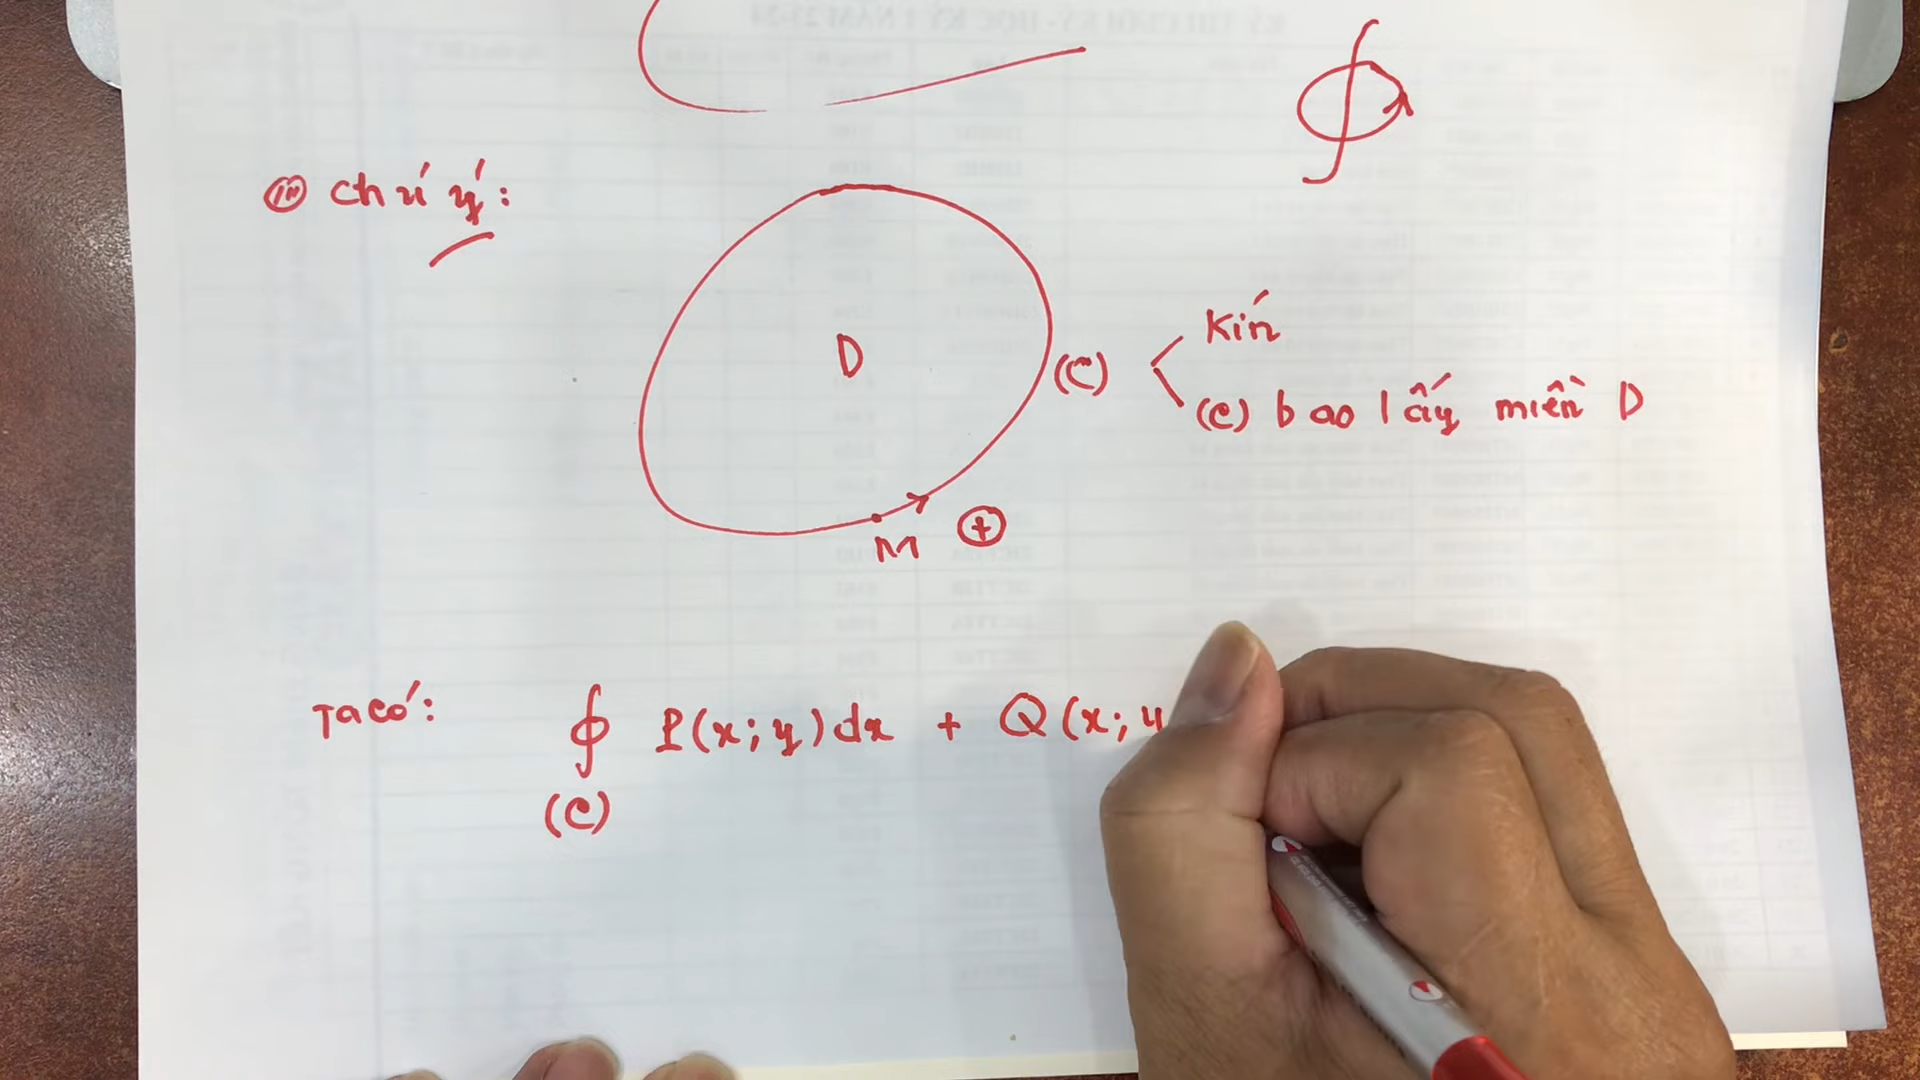 (10) Chú ý:
D
(C)
Kín
(C) bao lấy miền D
M ⊕
Ta có: ∮ P(x;y)dx + Q(x;y
(C)